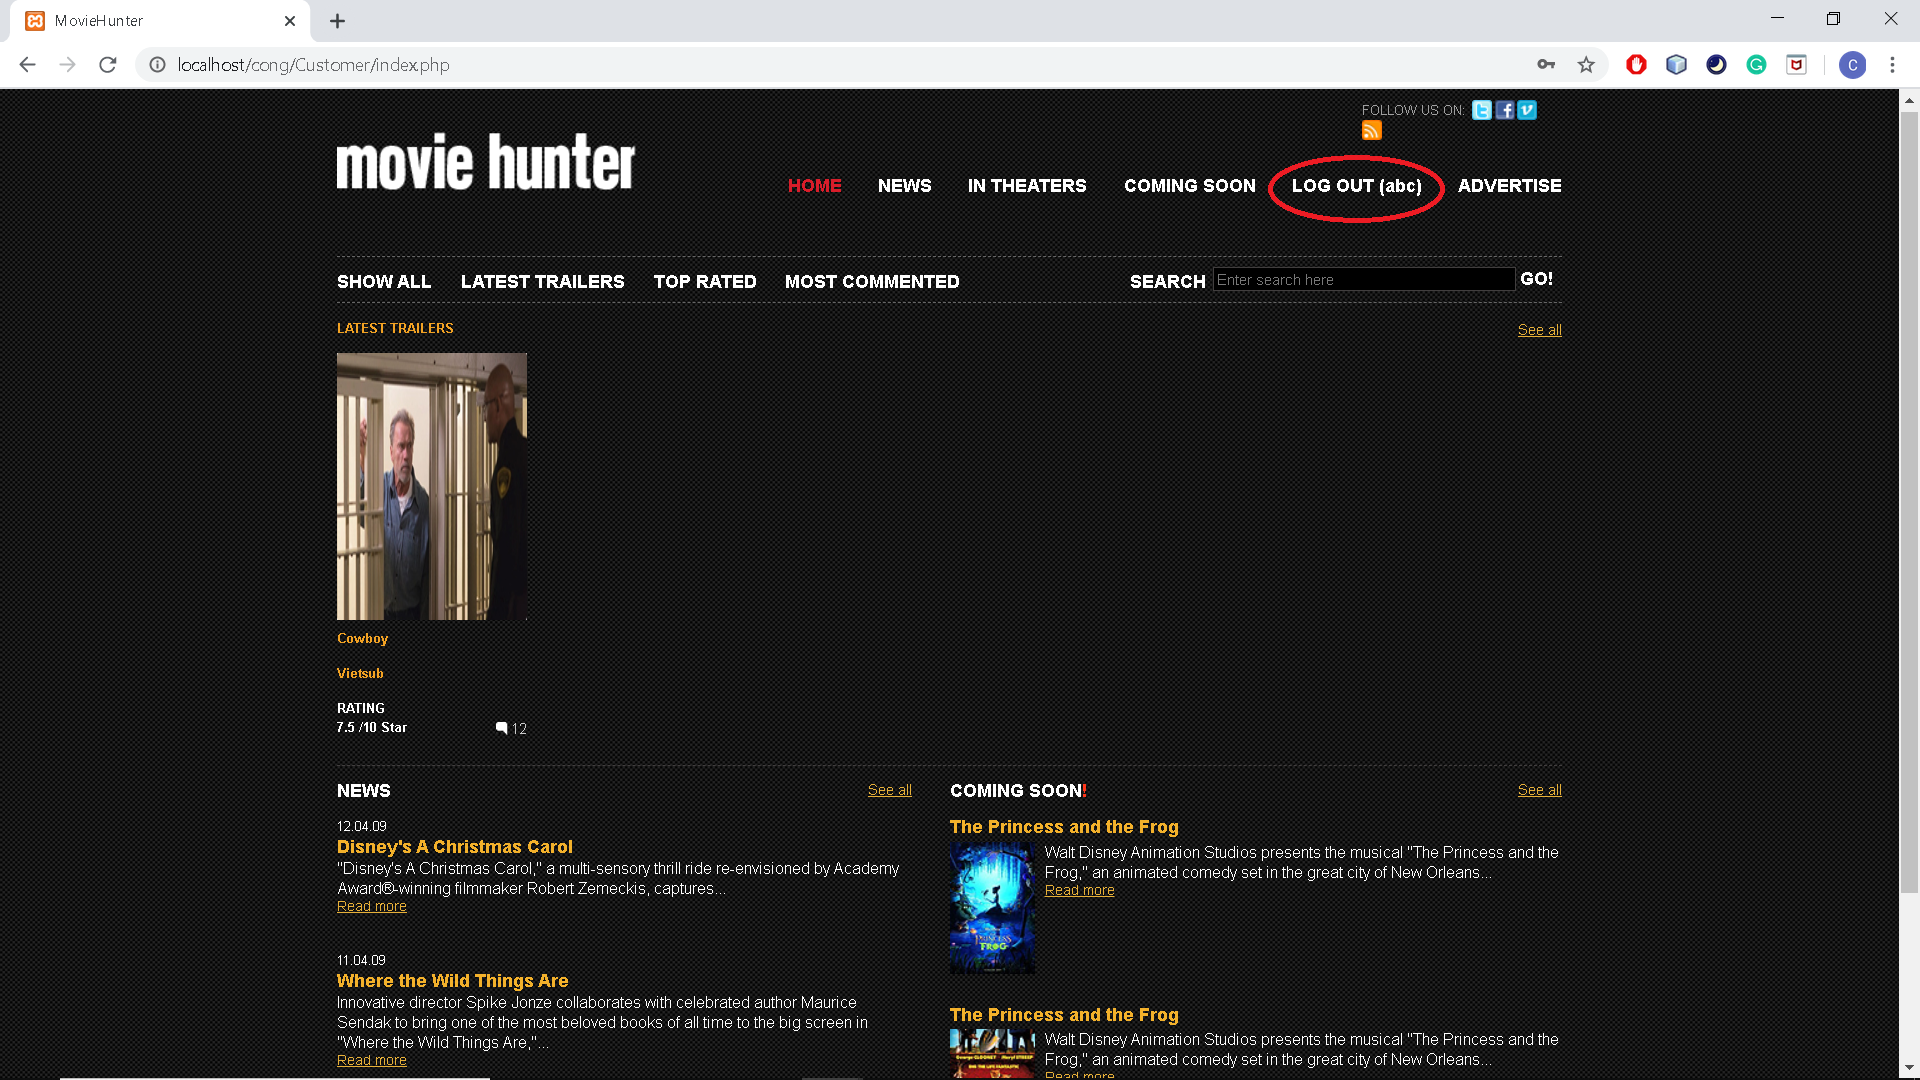 MovieHunter
localhost/cong/Customer/index.php
C
FOLLOW US ON:
movie hunter
HOME NEWS IN THEATERS COMING SOON LOG OUT (abc) ADVERTISE
SHOW ALL LATEST TRAILERS TOP RATED MOST COMMENTED SEARCH Enter search here GO!
LATEST TRAILERS See all
Cowboy
Vietsub
RATING
7.5 /10 Star 12
NEWS See all
12.04.09
Disney's A Christmas Carol
"Disney's A Christmas Carol," a multi-sensory thrill ride re-envisioned by Academy
Award®-winning filmmaker Robert Zemeckis, captures...
Read more
11.04.09
Where the Wild Things Are
Innovative director Spike Jonze collaborates with celebrated author Maurice
Sendak to bring one of the most beloved books of all time to the big screen in
"Where the Wild Things Are,"...
Read more
COMING SOON! See all
The Princess and the Frog
Walt Disney Animation Studios presents the musical "The Princess and the
Frog," an animated comedy set in the great city of New Orleans...
Read more
PRINCESS
FROG
The Princess and the Frog
Walt Disney Animation Studios presents the musical "The Princess and the
Frog," an animated comedy set in the great city of New Orleans...
Read more